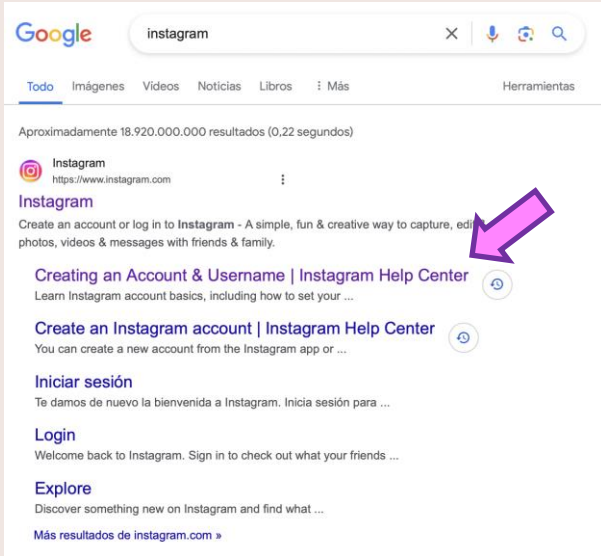 Google
instagram
Todo Imágenes Videos Noticias Libros Más Herramientas
Aproximadamente 18.920.000.000 resultados (0,22 segundos)
Instagram
https://www.instagram.com
Instagram
Create an account or log in to Instagram - A simple, fun & creative way to capture,
photos, videos & messages with friends & family.
Creating an Account & Username | Instagram Help Center
Learn Instagram account basics, including how to set your ...
Create an Instagram account | Instagram Help Center
You can create a new account from the Instagram app or ...
Iniciar sesión
Te damos de nuevo la bienvenida a Instagram. Inicia sesión para ...
Login
Welcome back to Instagram. Sign in to check out what your friends ...
Explore
Discover something new on Instagram and find what ...
Más resultados de instagram.com »